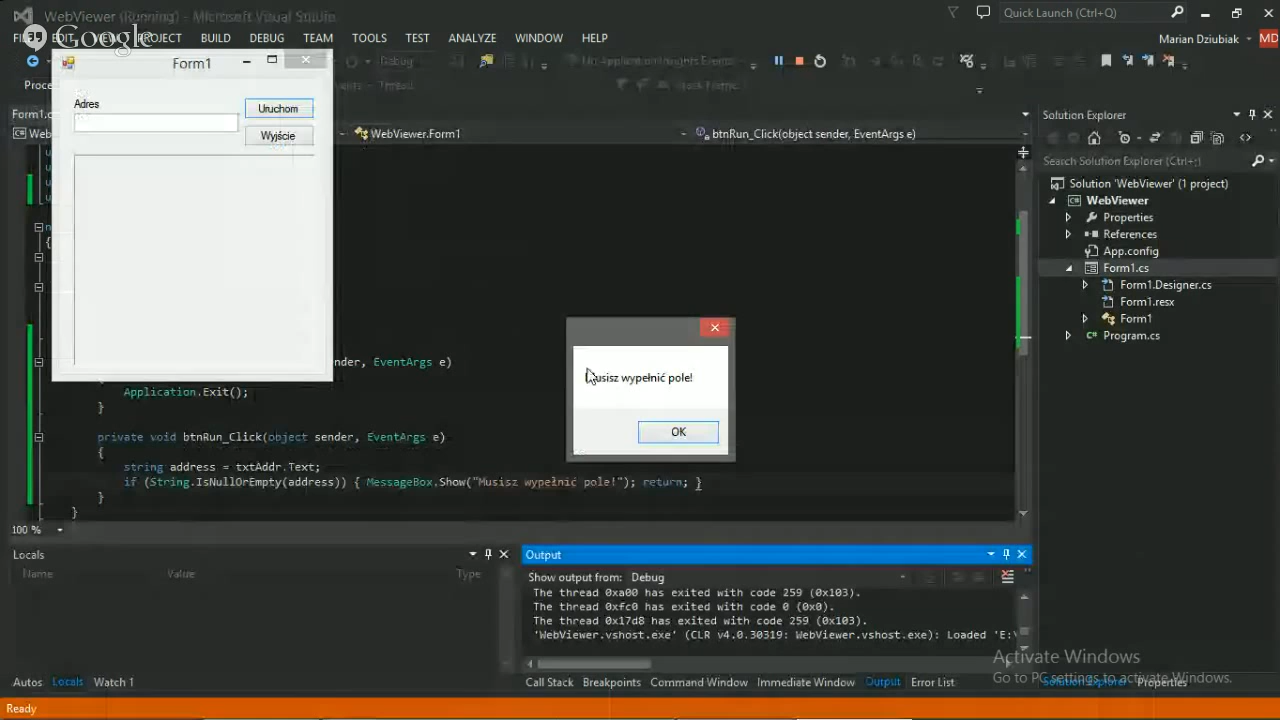 WebViewer (Running) - Microsoft Visual Studio
Quick Launch (Ctrl+Q)
Google
FILE EDIT VIEW PROJECT BUILD DEBUG TEAM TOOLS TEST ANALYZE WINDOW HELP
Marian Dziubiak MD
Form1
Debug
No Application Insights Events
Thread:
Stack Frame:
Adres
Uruchom
Wyjście
WebViewer.Form1
btnRun_Click(object sender, EventArgs e)
Solution Explorer
Search Solution Explorer (Ctrl+;)
Solution 'WebViewer' (1 project)
WebViewer
Properties
References
App.config
Form1.cs
Form1.Designer.cs
Form1.resx
Form1
Program.cs
Musisz wypełnić pole!
OK
nder, EventArgs e)
Application.Exit();
}
private void btnRun_Click(object sender, EventArgs e)
{
string address = txtAddr.Text;
if (String.IsNullOrEmpty(address)) { MessageBox.Show("Musisz wypełnić pole!"); return; }
}
}
100 %
Locals
Name Value Type
Output
Show output from: Debug
The thread 0xa00 has exited with code 259 (0x103).
The thread 0xfc0 has exited with code 0 (0x0).
The thread 0x17d8 has exited with code 259 (0x103).
'WebViewer.vshost.exe' (CLR v4.0.30319: WebViewer.vshost.exe): Loaded 'E:\
Activate Windows
Go to PC settings to activate Windows.
Autos Locals Watch 1
Call Stack Breakpoints Command Window Immediate Window Output Error List
Solution Explorer Properties
Ready